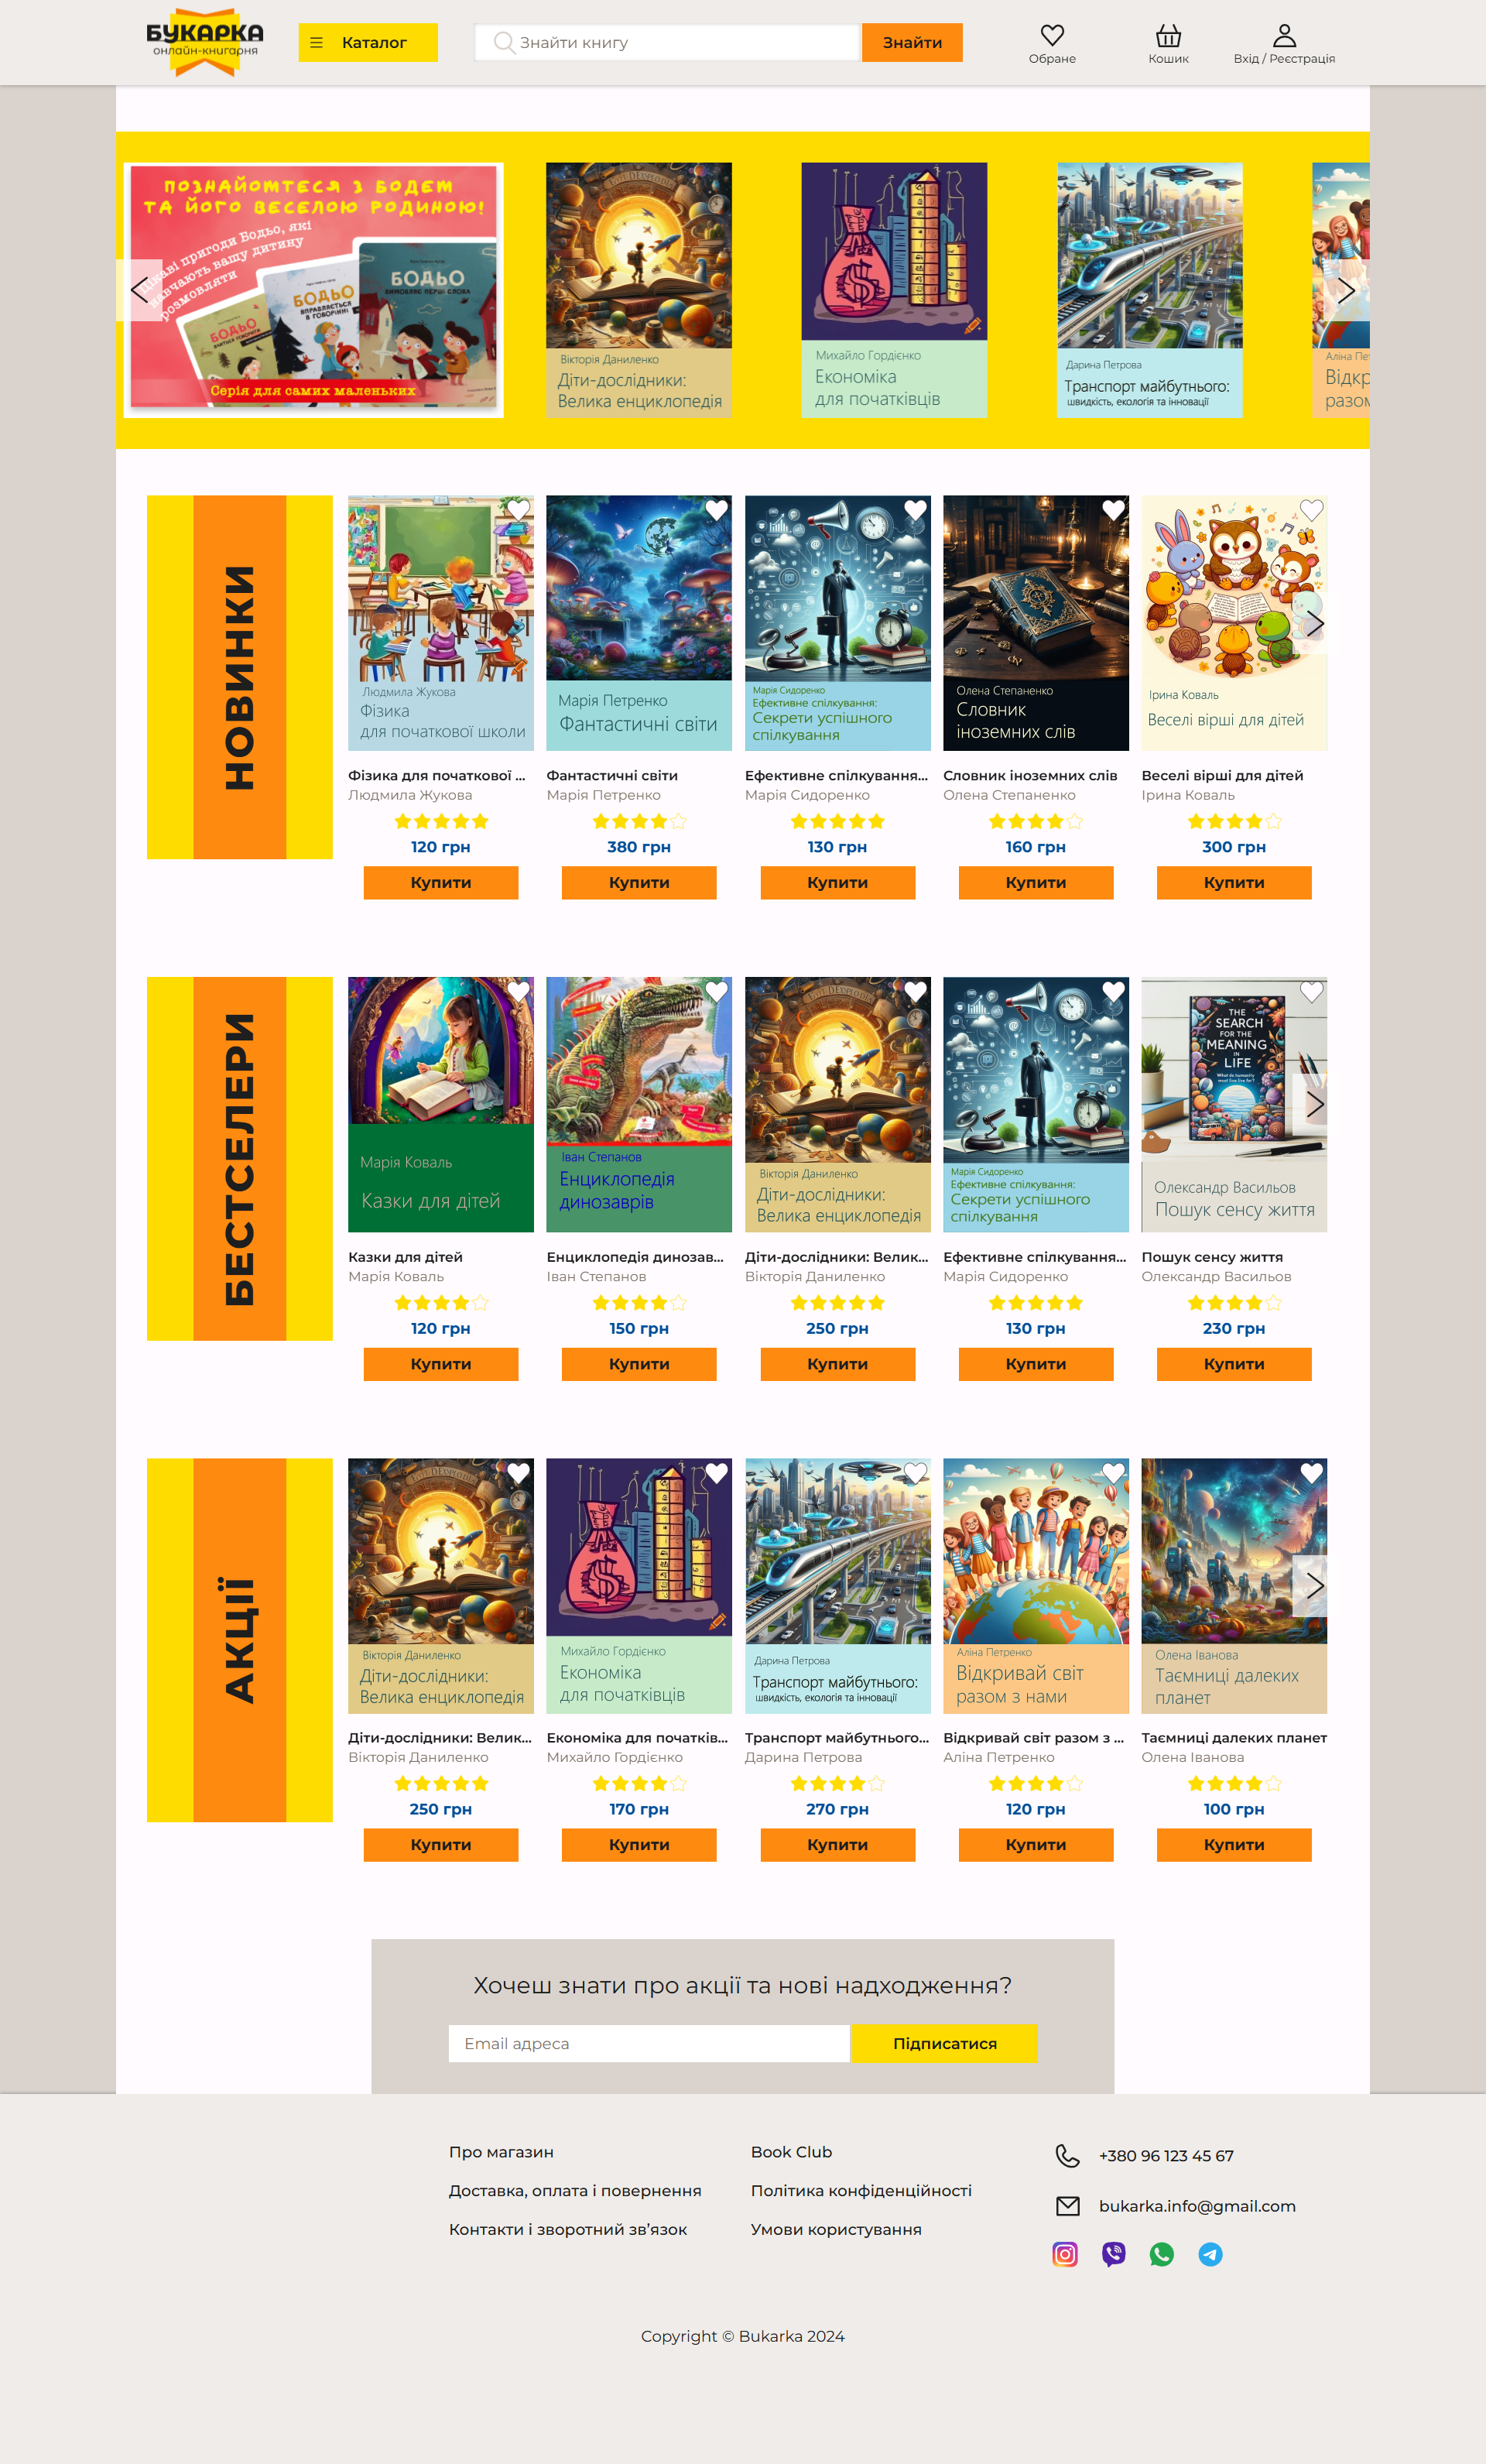 БУКАРКА
онлайн-книгарня
Каталог
Знайти книгу
Знайти
Обране
Кошик
Вхід / Реєстрація
ПОЗНАЙОМТЕСЯ З БОДЕТ
ТА ЙОГО ВЕСЕЛОЮ РОДИНОЮ!
цікаві пригоди Бодьо, які
навчають вашу дитину
розмовляти
БОДЬО
БОДЬО
ВПРАВЛЯЄТЬСЯ
В ГОВОРІННІ
БОДЬО
ВИМОВЛЯЄ ПЕРШІ СЛОВА
Серія для самих маленьких
Вікторія Даниленко
Діти-дослідники:
Велика енциклопедія
Михайло Гордієнко
Економіка
для початківців
Дарина Петрова
Транспорт майбутнього:
швидкість, екологія та інновації
Аліна Пет
Відкр
разом
НОВИНКИ
Людмила Жукова
Фізика
для початкової школи
Марія Петренко
Фантастичні світи
Марія Сидоренко
Ефективне спілкування:
Секрети успішного
спілкування
Олена Степаненко
Словник
іноземних слів
Ірина Коваль
Веселі вірші для дітей
Фізика для початкової ...
Людмила Жукова
120 грн
Купити
Фантастичні світи
Марія Петренко
380 грн
Купити
Ефективне спілкування...
Марія Сидоренко
130 грн
Купити
Словник іноземних слів
Олена Степаненко
160 грн
Купити
Веселі вірші для дітей
Ірина Коваль
300 грн
Купити
БЕСТСЕЛЕРИ
Марія Коваль
Казки для дітей
Іван Степанов
Енциклопедія
динозаврів
Вікторія Даниленко
Діти-дослідники:
Велика енциклопедія
Марія Сидоренко
Ефективне спілкування:
Секрети успішного
спілкування
THE
SEARCH
FOR THE
MEANING
IN
LIFE
Олександр Васильов
Пошук сенсу життя
Казки для дітей
Марія Коваль
120 грн
Купити
Енциклопедія динозав...
Іван Степанов
150 грн
Купити
Діти-дослідники: Велик...
Вікторія Даниленко
250 грн
Купити
Ефективне спілкування...
Марія Сидоренко
130 грн
Купити
Пошук сенсу життя
Олександр Васильов
230 грн
Купити
АКЦІЇ
Вікторія Даниленко
Діти-дослідники:
Велика енциклопедія
Михайло Гордієнко
Економіка
для початківців
Дарина Петрова
Транспорт майбутнього:
швидкість, екологія та інновації
Аліна Петренко
Відкривай світ
разом з нами
Олена Іванова
Таємниці далеких
планет
Діти-дослідники: Велик...
Вікторія Даниленко
250 грн
Купити
Економіка для початків...
Михайло Гордієнко
170 грн
Купити
Транспорт майбутнього...
Дарина Петрова
270 грн
Купити
Відкривай світ разом з ...
Аліна Петренко
120 грн
Купити
Таємниці далеких планет
Олена Іванова
100 грн
Купити
Хочеш знати про акції та нові надходження?
Email адреса
Підписатися
Про магазин
Доставка, оплата і повернення
Контакти і зворотний зв’язок
Book Club
Політика конфіденційності
Умови користування
+380 96 123 45 67
bukarka.info@gmail.com
Copyright © Bukarka 2024